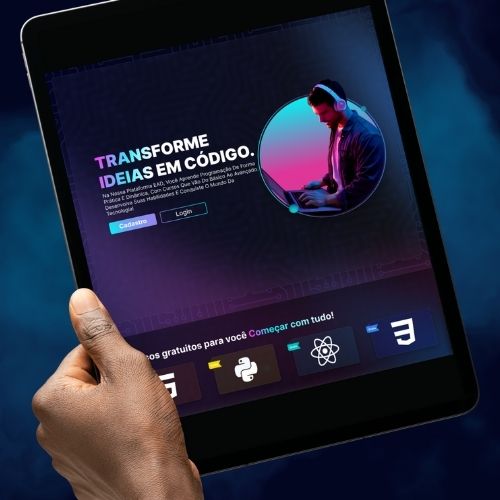 TRANSFORME
IDEIAS EM CÓDIGO.
Na Nossa Plataforma EAD, Você Aprende Programação De Forma
Prática E Dinâmica, Com Cursos Que Vão Do Básico Ao Avançado
Desenvolva Suas Habilidades E Conquiste O Mundo Da
Tecnologia!
Cadastro
Login
gratuitos para você Começar com tudo!